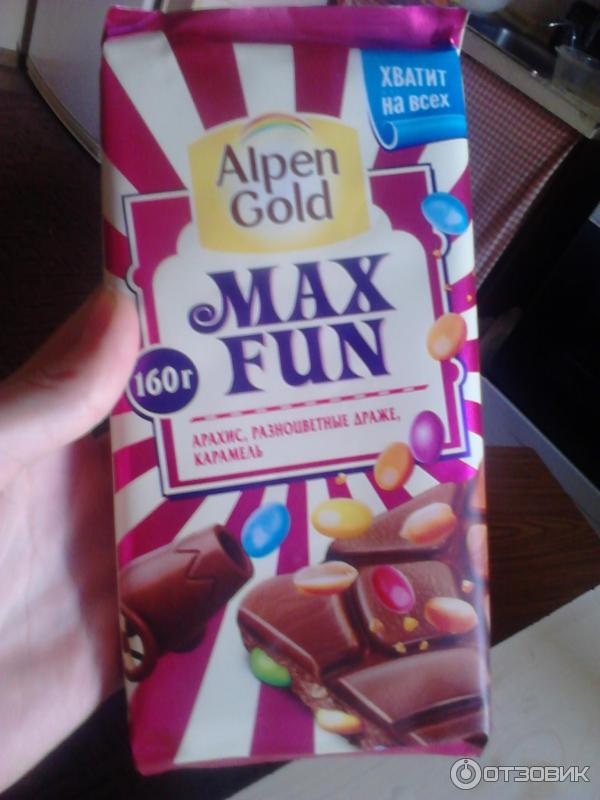 ХВАТИТ
на всех
Alpen
Gold
MAX
FUN
160г
АРАХИС, РАЗНОЦВЕТНЫЕ ДРАЖЕ,
КАРАМЕЛЬ
ОТЗОВИК